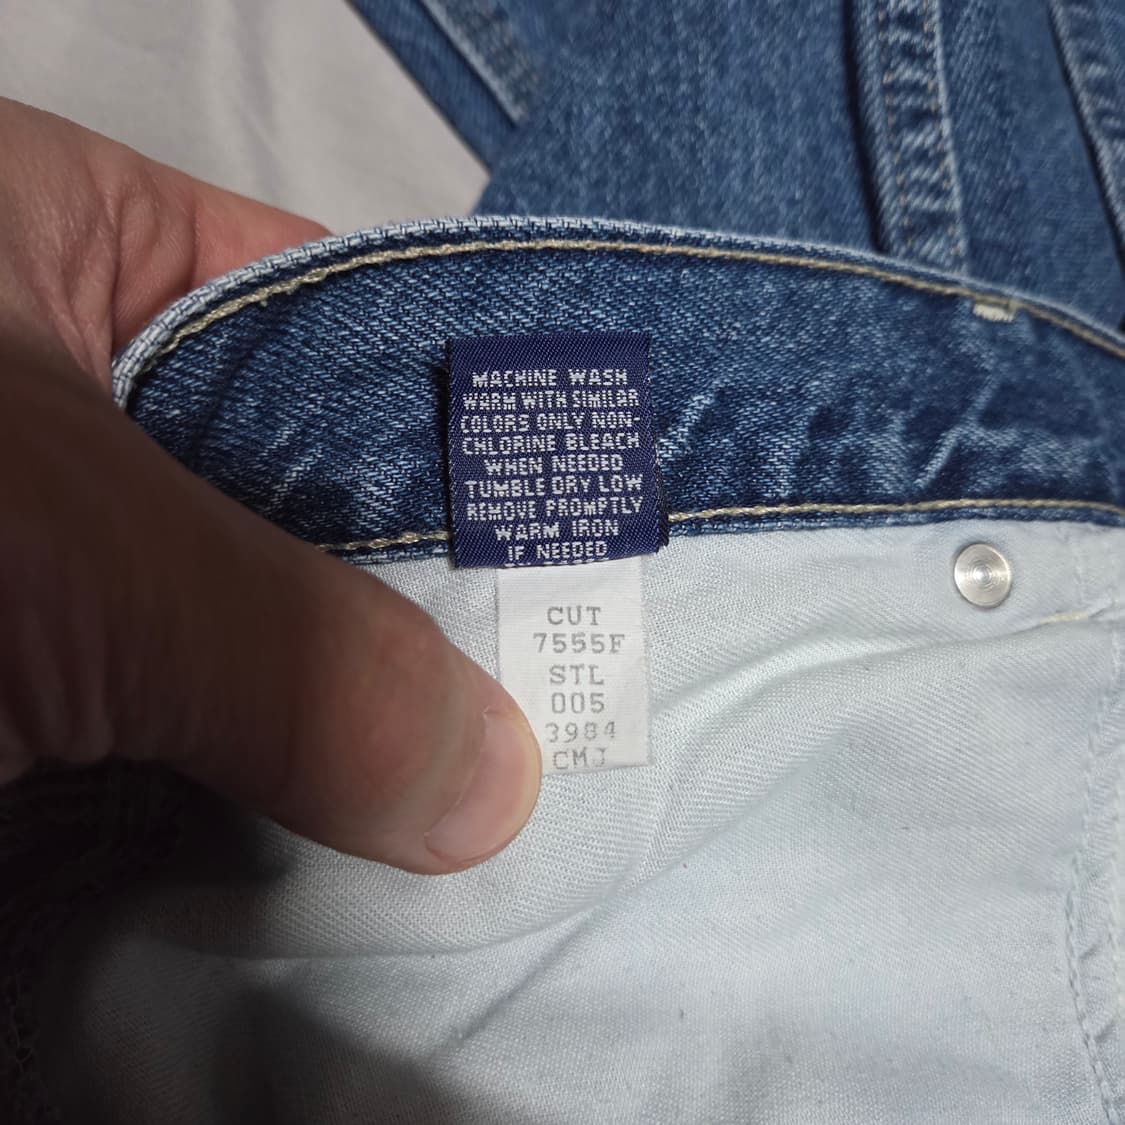 MACHINE WASH
WARM WITH SIMILAR
COLORS ONLY NON-
CHLORINE BLEACH
WHEN NEEDED
TUMBLE DRY LOW
REMOVE PROMPTLY
WARM IRON
IF NEEDED
CUT
7555F
STL
005
3984
CMJ